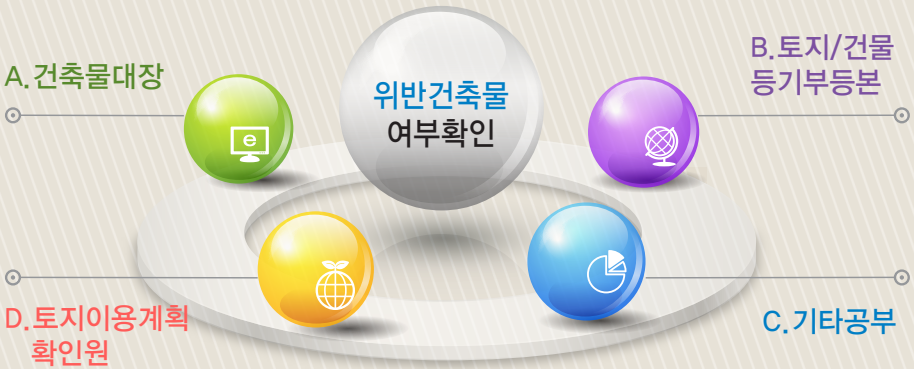 A.건축물대장
위반건축물
여부확인
B.토지/건물
등기부등본
D.토지이용계획
확인원
C.기타공부
e